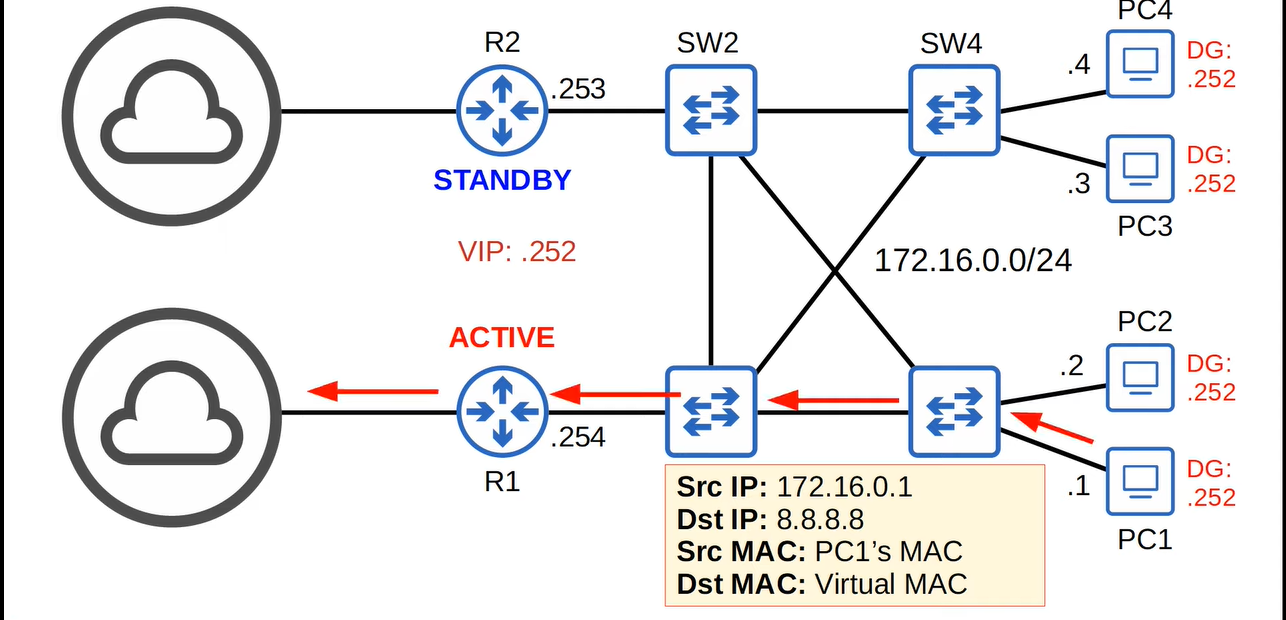 PC4
R2
SW2
SW4
.4
DG:
.252
.253
STANDBY
DG:
.252
.3
PC3
VIP: .252
172.16.0.0/24
PC2
ACTIVE
.2
DG:
.252
.254
R1
DG:
.252
.1
PC1
Src IP: 172.16.0.1
Dst IP: 8.8.8.8
Src MAC: PC1’s MAC
Dst MAC: Virtual MAC